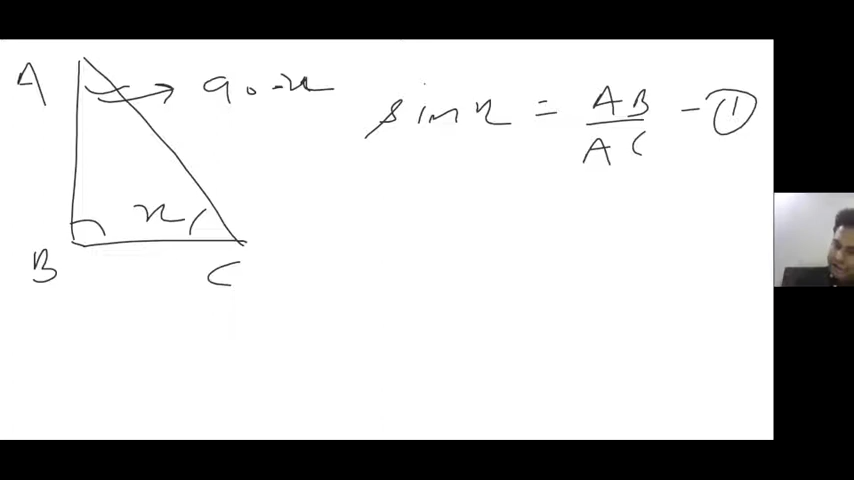 A
90-x
sin x = AB/AC - ①
x
B
C